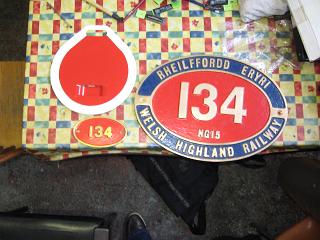 RHEILFFORDD ERYRI
134
NG15
WELSH HIGHLAND RAILWAY
134